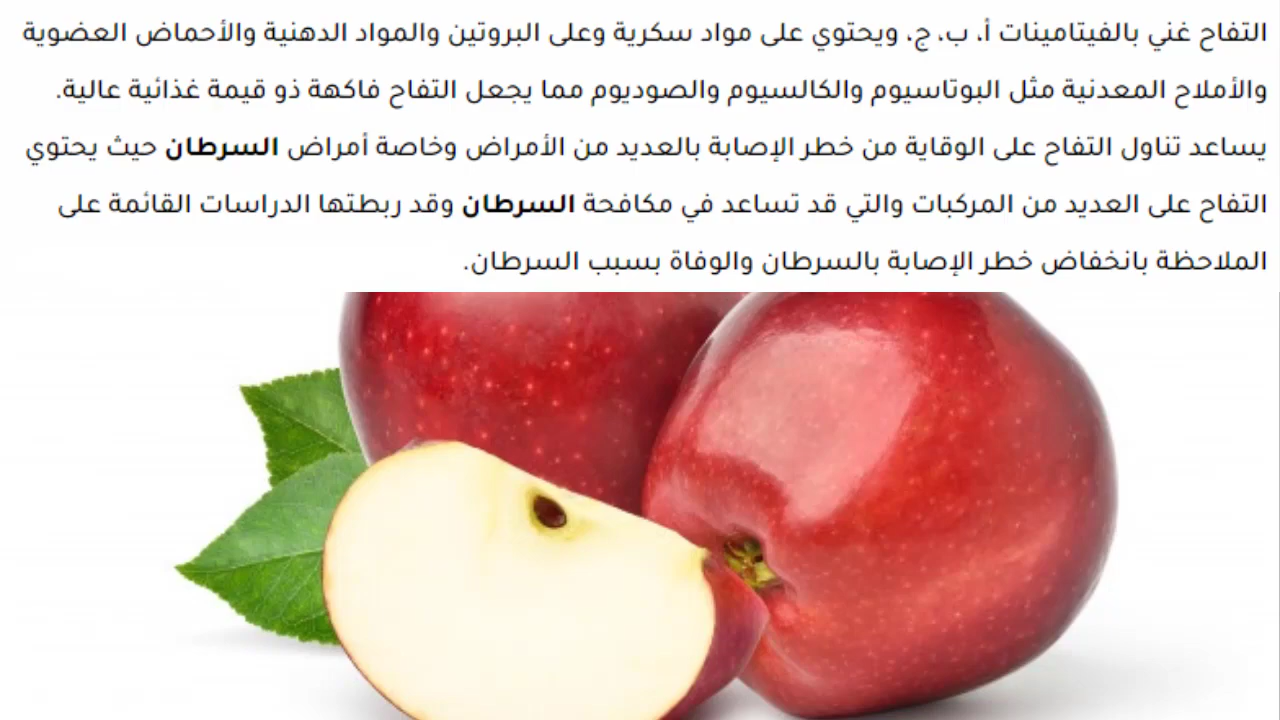 التفاح غني بالفيتامينات أ، ب، ج، ويحتوي على مواد سكرية وعلى البروتين والمواد الدهنية والأحماض العضوية
والأملاح المعدنية مثل البوتاسيوم والكالسيوم والصوديوم مما يجعل التفاح فاكهة ذو قيمة غذائية عالية.
يساعد تناول التفاح على الوقاية من خطر الإصابة بالعديد من الأمراض وخاصة أمراض السرطان حيث يحتوي
التفاح على العديد من المركبات والتي قد تساعد في مكافحة السرطان وقد ربطتها الدراسات القائمة على
الملاحظة بانخفاض خطر الإصابة بالسرطان والوفاة بسبب السرطان.